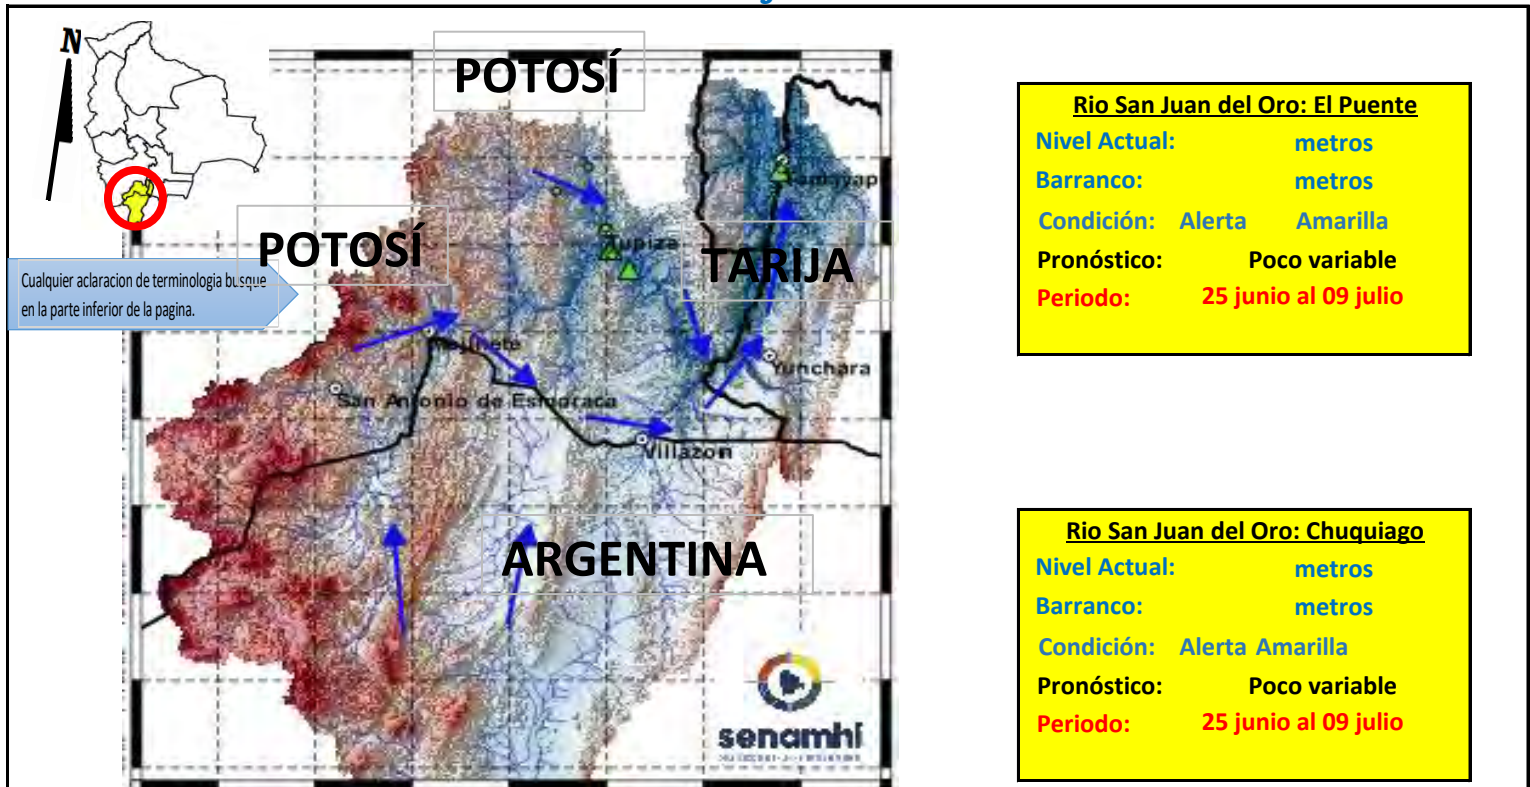 N
POTOSÍ
POTOSÍ
TARIJA
ARGENTINA
Cualquier aclaracion de terminologia busque
en la parte inferior de la pagina.
Tupiza
San Antonio de Esmoraca
Yunchara
Villazon
senamhi
Rio San Juan del Oro: El Puente
Nivel Actual: metros
Barranco: metros
Condición: Alerta Amarilla
Pronóstico: Poco variable
Periodo: 25 junio al 09 julio
Rio San Juan del Oro: Chuquiago
Nivel Actual: metros
Barranco: metros
Condición: Alerta Amarilla
Pronóstico: Poco variable
Periodo: 25 junio al 09 julio